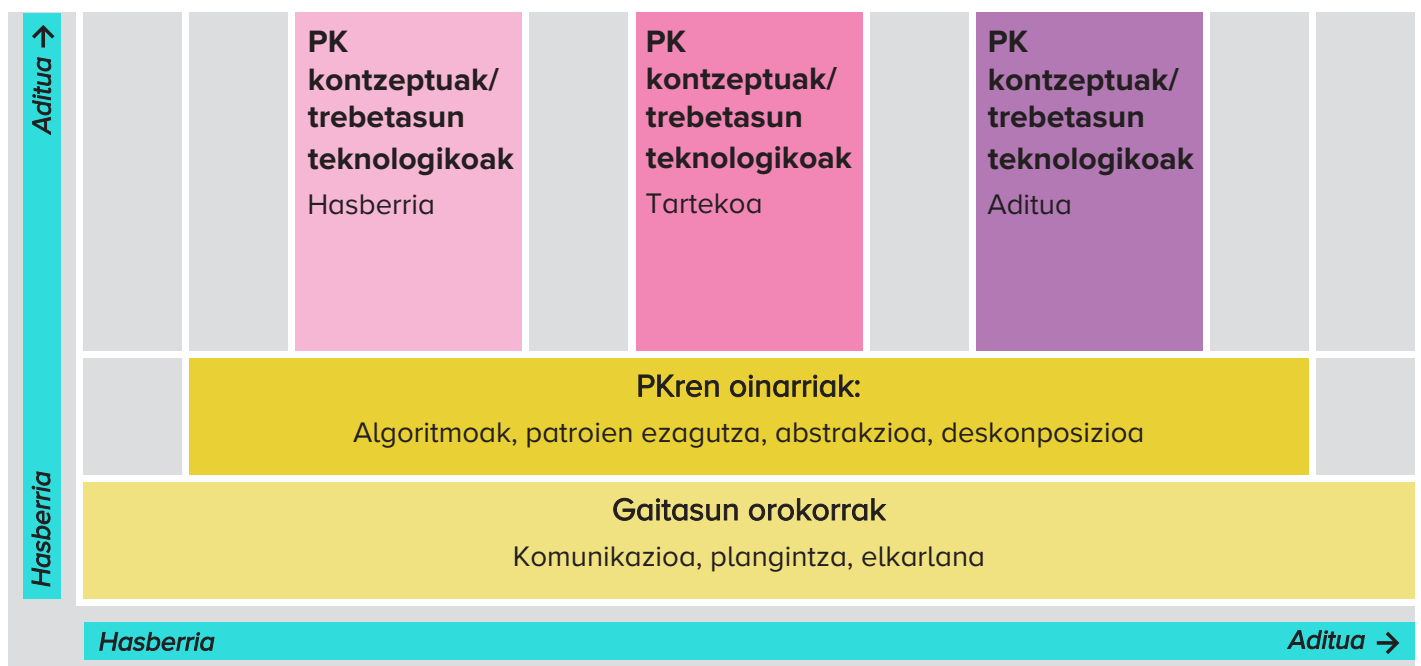 Aditua →
Hasberria
PK
kontzeptuak/
trebetasun
teknologikoak
Hasberria
PK
kontzeptuak/
trebetasun
teknologikoak
Tartekoa
PK
kontzeptuak/
trebetasun
teknologikoak
Aditua
PKren oinarriak:
Algoritmoak, patroien ezagutza, abstrakzioa, deskonposizioa
Gaitasun orokorrak
Komunikazioa, plangintza, elkarlana
Hasberria
Aditua →